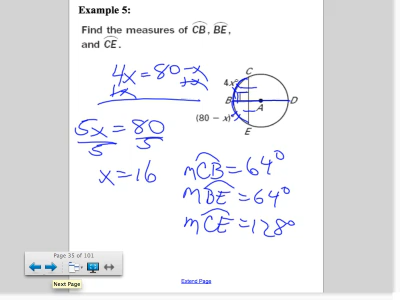 Example 5:
Find the measures of CB, BE,
and CE.
4x = 80 - x
+x +x
5x = 80
5 5
x = 16
C
4x°
B
D
A
(80 − x)°
E
mCB = 64°
mBE = 64°
mCE = 128°
Page 35 of 101
Next Page
Extend Page